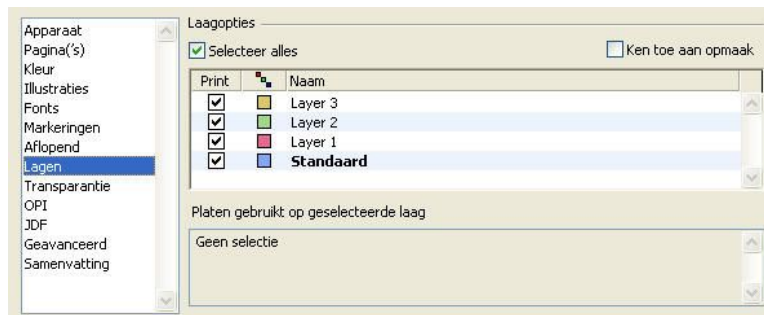 Apparaat
Pagina('s)
Kleur
Illustraties
Fonts
Markeringen
Aflopend
Lagen
Transparantie
OPI
JDF
Geavanceerd
Samenvatting
Laagopties
Selecteer alles
Ken toe aan opmaak
Print Naam
Layer 3
Layer 2
Layer 1
Standaard
Platen gebruikt op geselecteerde laag
Geen selectie